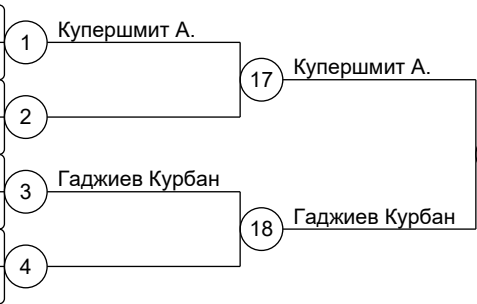 1 Купершмит А.
17 Купершмит А.
2
3 Гаджиев Курбан
18 Гаджиев Курбан
4